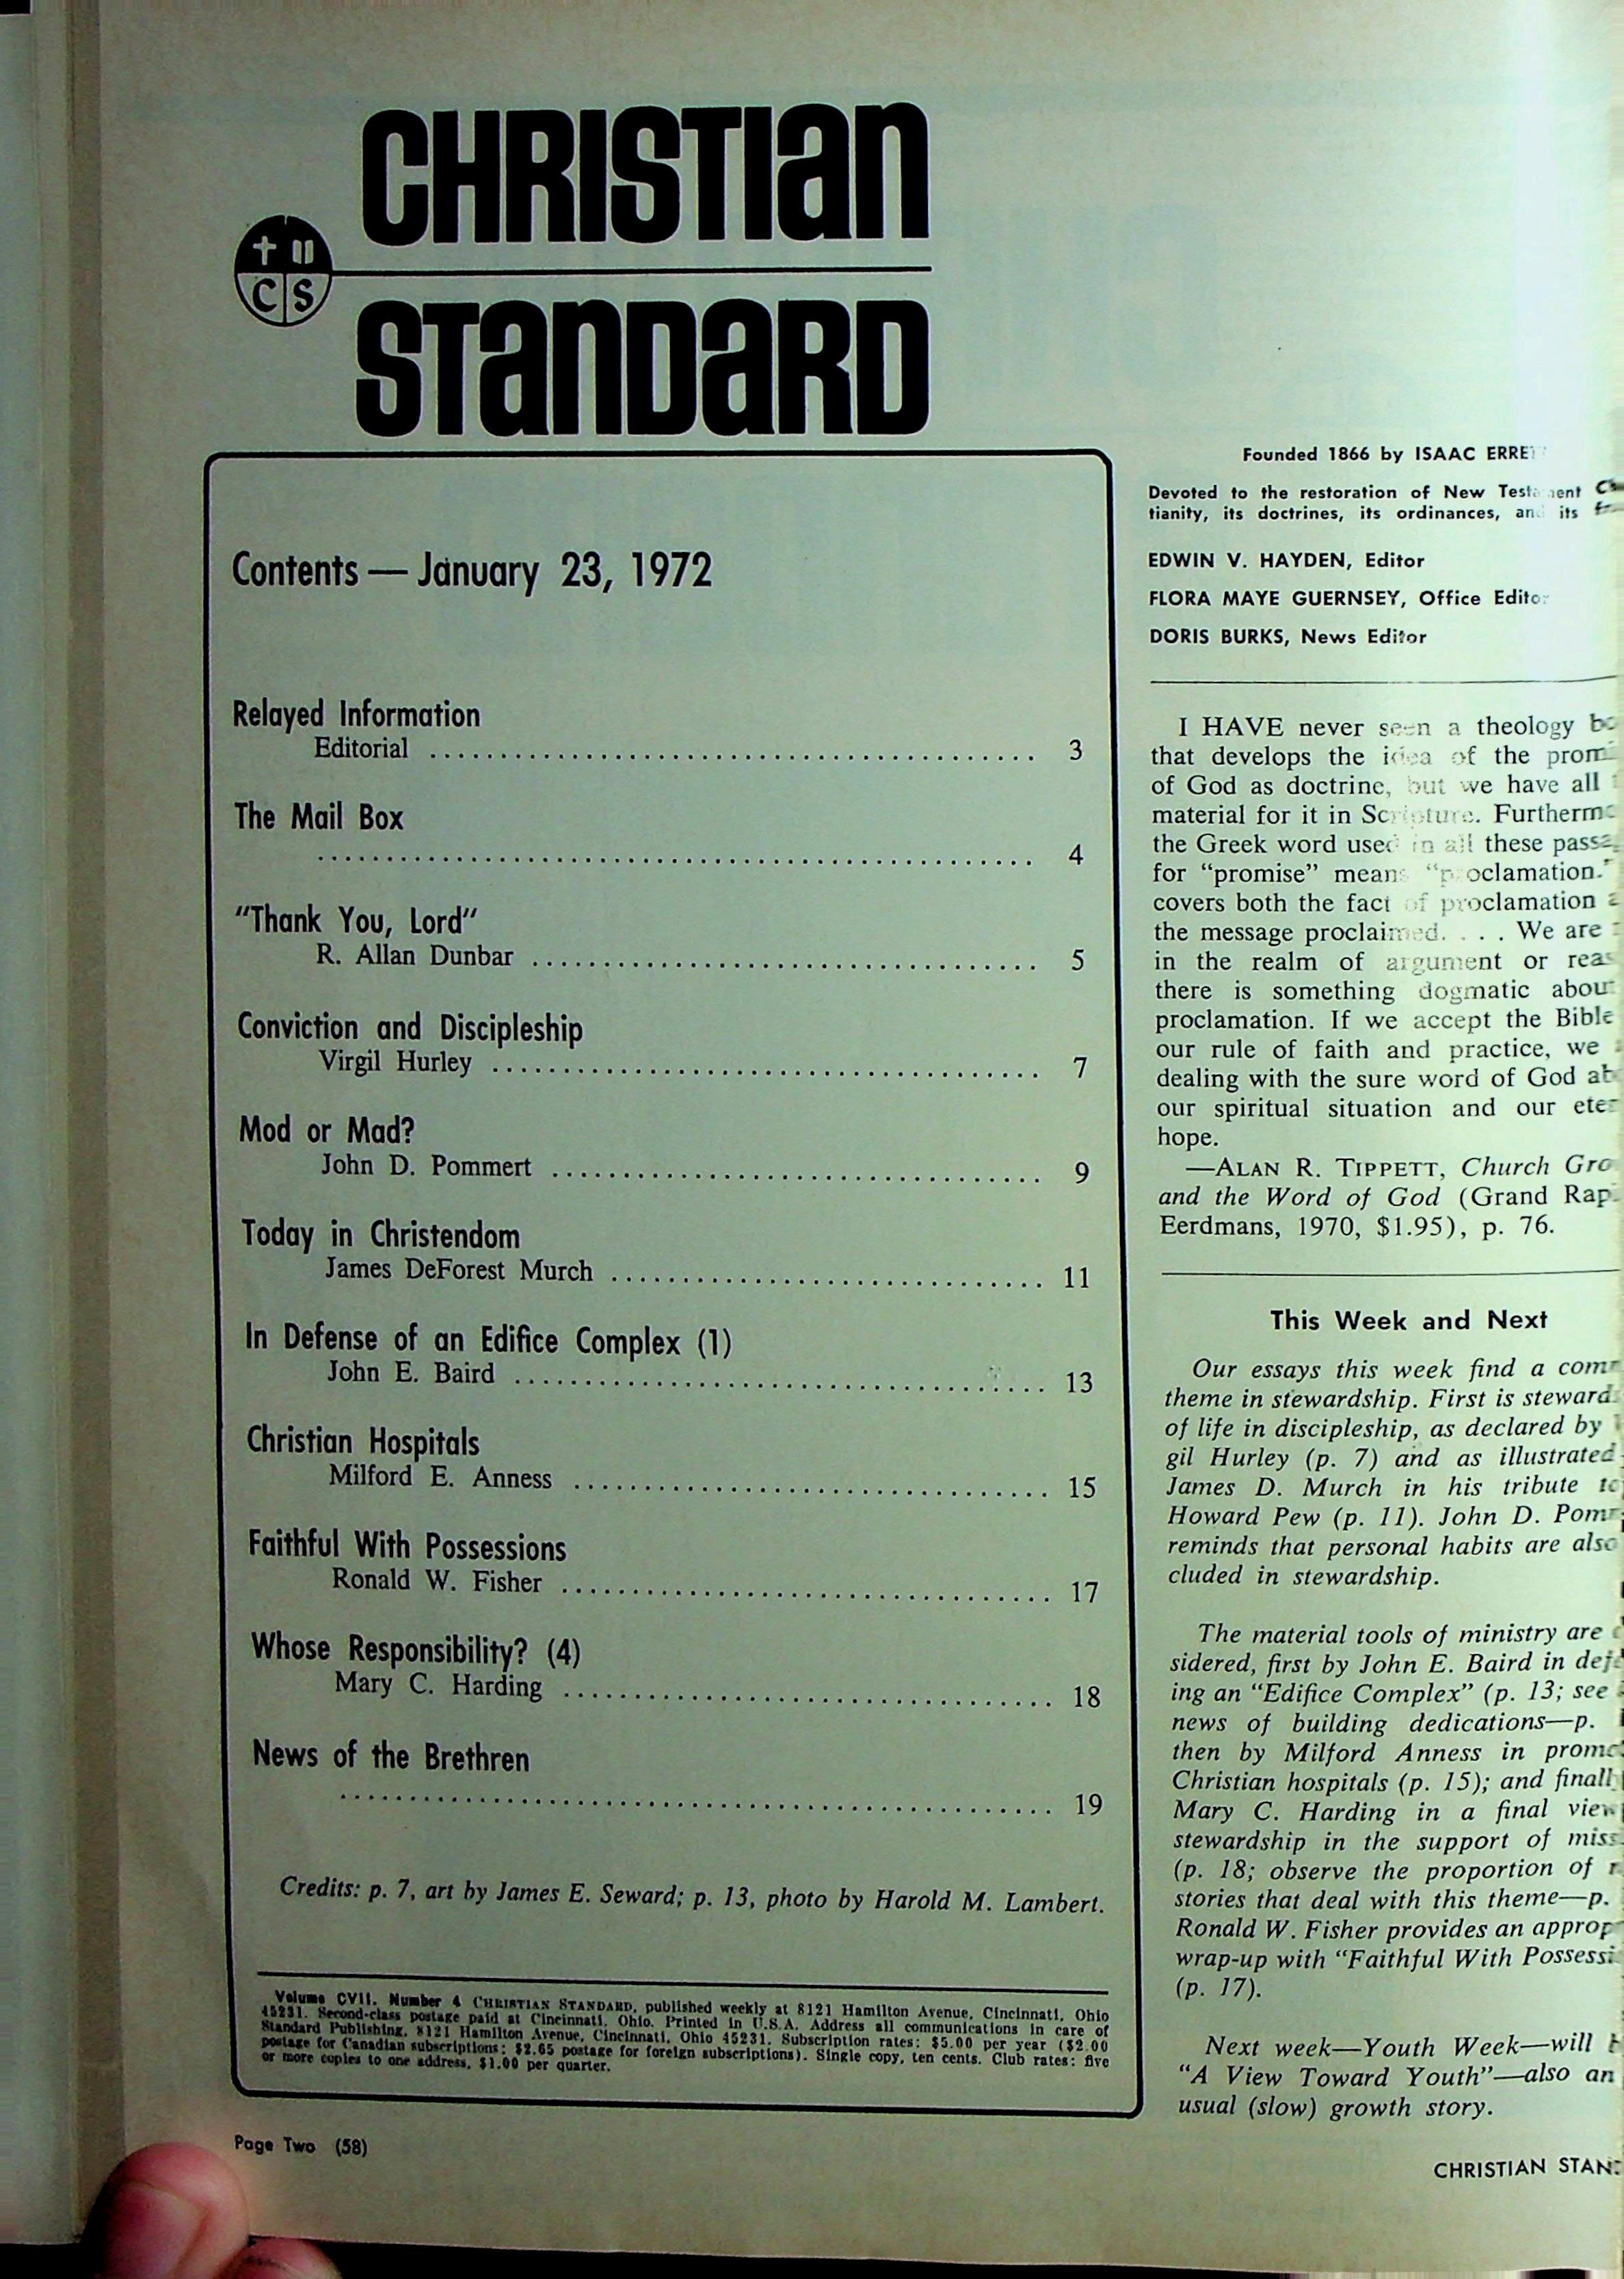 CHRISTIAN
C S
STANDARD
Contents — January 23, 1972
Relayed Information
Editorial ........................................... 3
The Mail Box
................................................... 4
"Thank You, Lord"
R. Allan Dunbar .................................... 5
Conviction and Discipleship
Virgil Hurley ....................................... 7
Mod or Mad?
John D. Pommert ................................... 9
Today in Christendom
James DeForest Murch ............................... 11
In Defense of an Edifice Complex (1)
John E. Baird ...................................... 13
Christian Hospitals
Milford E. Anness .................................. 15
Faithful With Possessions
Ronald W. Fisher ................................... 17
Whose Responsibility? (4)
Mary C. Harding ................................... 18
News of the Brethren
................................................... 19
Credits: p. 7, art by James E. Seward; p. 13, photo by Harold M. Lambert.
Volume CVII, Number 4 CHRISTIAN STANDARD, published weekly at 8121 Hamilton Avenue, Cincinnati, Ohio
45231. Second-class postage paid at Cincinnati, Ohio. Printed in U.S.A. Address all communications in care of
Standard Publishing, 8121 Hamilton Avenue, Cincinnati, Ohio 45231. Subscription rates: $5.00 per year ($2.00
postage for Canadian subscriptions; $2.65 postage for foreign subscriptions). Single copy, ten cents. Club rates: five
or more copies to one address, $1.00 per quarter.
Page Two (58)
Founded 1866 by ISAAC
Devoted to the restoration of New Testament
tianity, its doctrines, its ordinances, and its
EDWIN V. HAYDEN, Editor
FLORA MAYE GUERNSEY, Office Editor
DORIS BURKS, News Editor
I HAVE never seen a theology
that develops the idea of the
of God as doctrine, but we have all
material for it in Scripture.
the Greek word used in all these
for "promise" means "proclamation."
covers both the fact of proclamation
the message proclaimed. . . . We are
in the realm of argument or
there is something dogmatic
proclamation. If we accept the Bible
our rule of faith and practice, we
dealing with the sure word of God
our spiritual situation and our
hope.
—ALAN R. TIPPETT, Church
and the Word of God (Grand
Eerdmans, 1970, $1.95), p. 76.
This Week and Next
Our essays this week find a
theme in stewardship. First is
of life in discipleship, as declared by
gil Hurley (p. 7) and as illustrated
James D. Murch in his tribute
Howard Pew (p. 11). John D.
reminds that personal habits are
cluded in stewardship.
The material tools of ministry are
sidered, first by John E. Baird in
ing an "Edifice Complex" (p. 13; see
news of building dedications—p.
then by Milford Anness in
Christian hospitals (p. 15); and
Mary C. Harding in a final
stewardship in the support of
(p. 18; observe the proportion of
stories that deal with this theme—p.
Ronald W. Fisher provides an
wrap-up with "Faithful With
(p. 17).
Next week—Youth Week—will
"A View Toward Youth"—also an
usual (slow) growth story.
CHRISTIAN